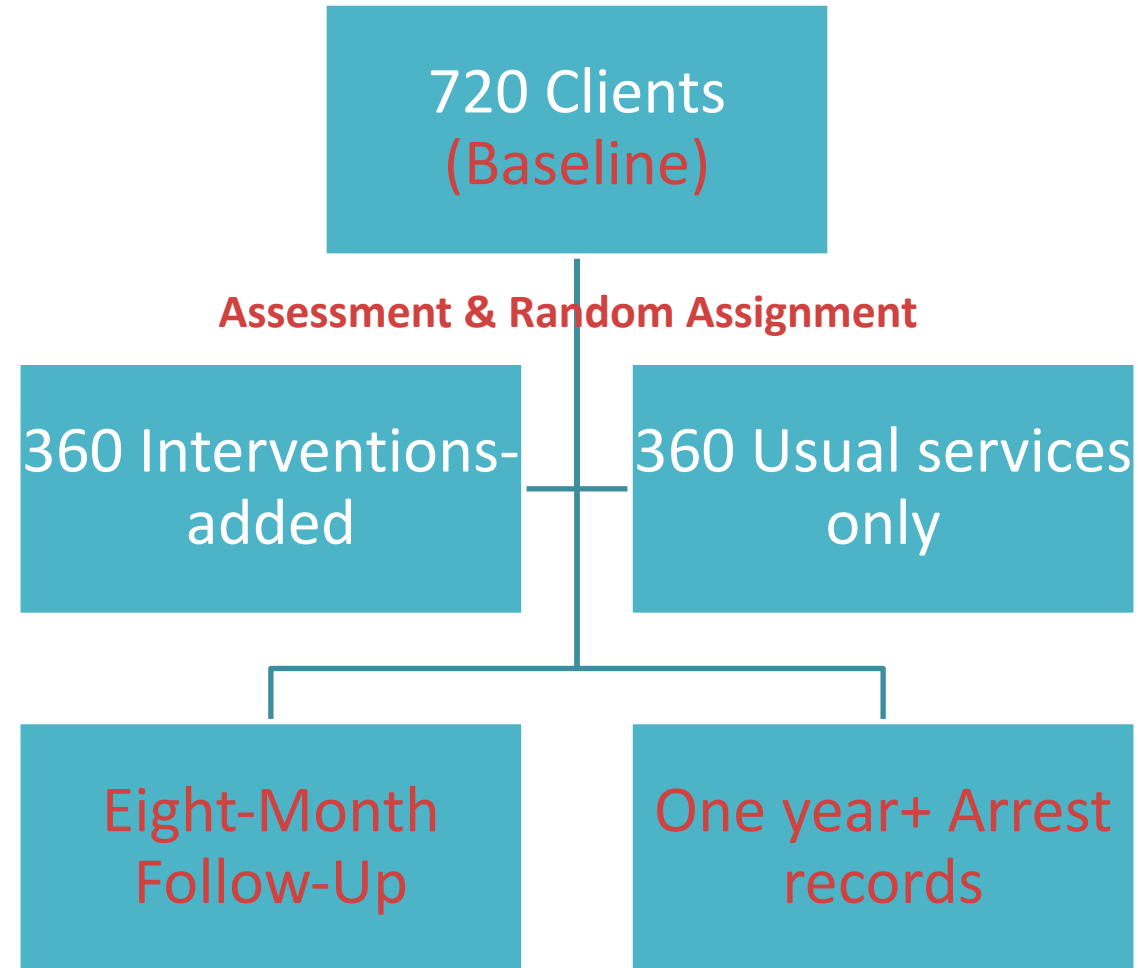 720 Clients
(Baseline)
Assessment & Random Assignment
360 Interventions-
added
360 Usual services
only
Eight-Month
Follow-Up
One year+ Arrest
records